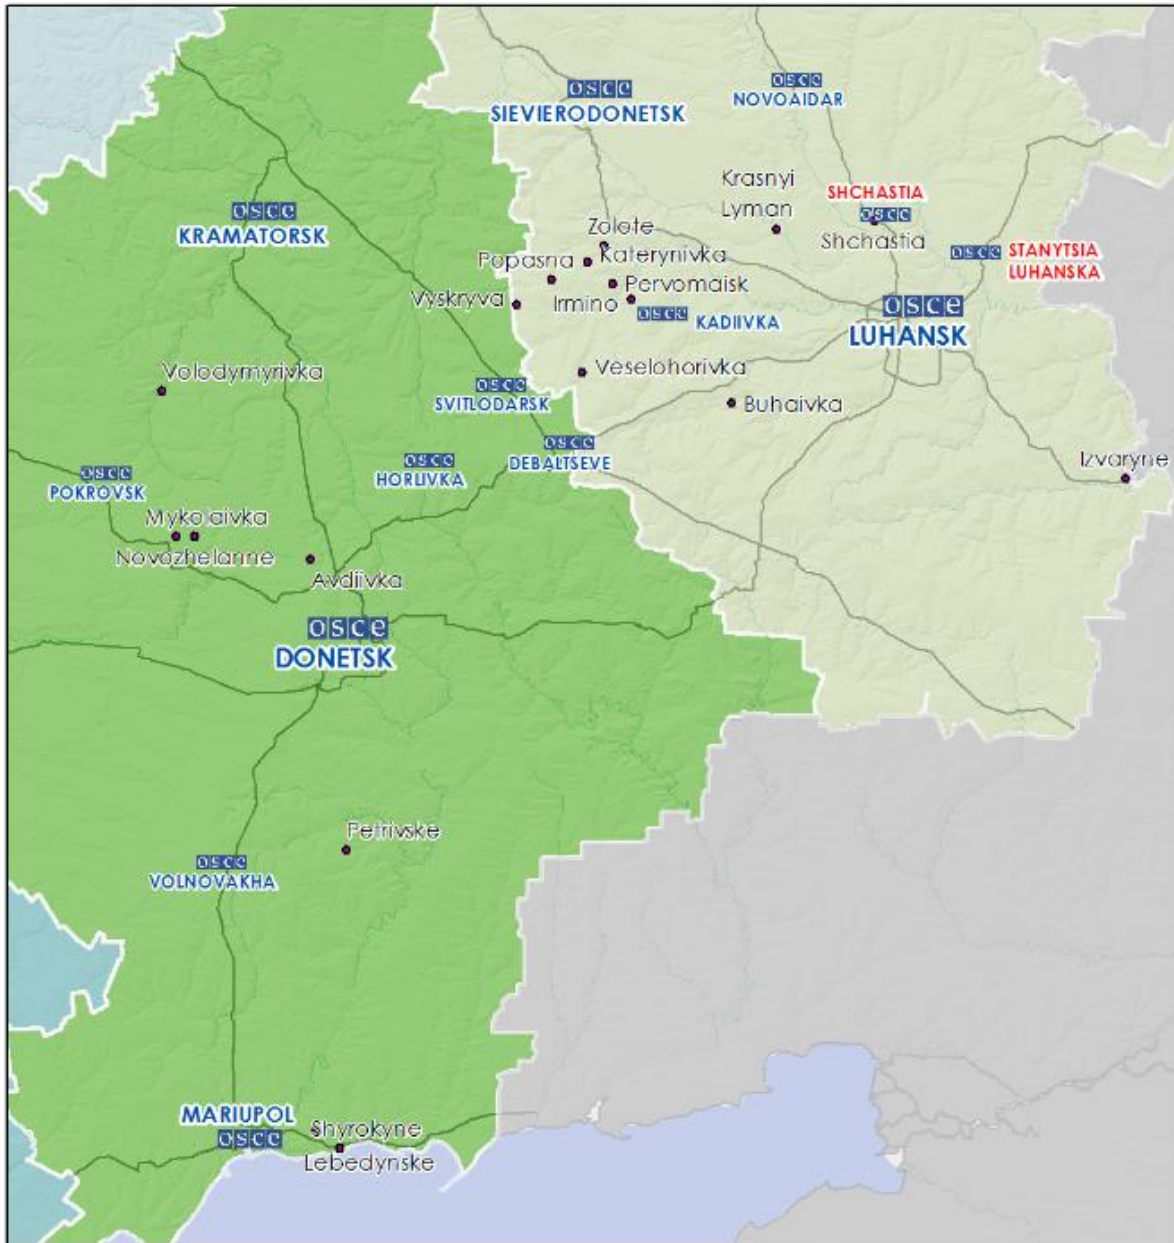 osce
SIEVIERODONETSK
osce
NOVOAIDAR
osce
KRAMATORSK
Krasnyi
Lyman
SHCHASTIA
osce
Shchastia
Zolote
Katerynivka
Popasna
Pervomaisk
Vyskryva
Irmino
osce
KADIIVKA
osce
STANYTSIA
LUHANSKA
osce
LUHANSK
Volodymyrivka
Veselohorivka
osce
SVITLODARSK
Buhaivka
osce
DEBALTSEVE
osce
HORLIVKA
osce
POKROVSK
Izvaryne
Mykolaivka
Novozhelanne
Avdiivka
osce
DONETSK
Petrivske
osce
VOLNOVAKHA
MARIUPOL
osce
Shyrokyne
Lebedynske